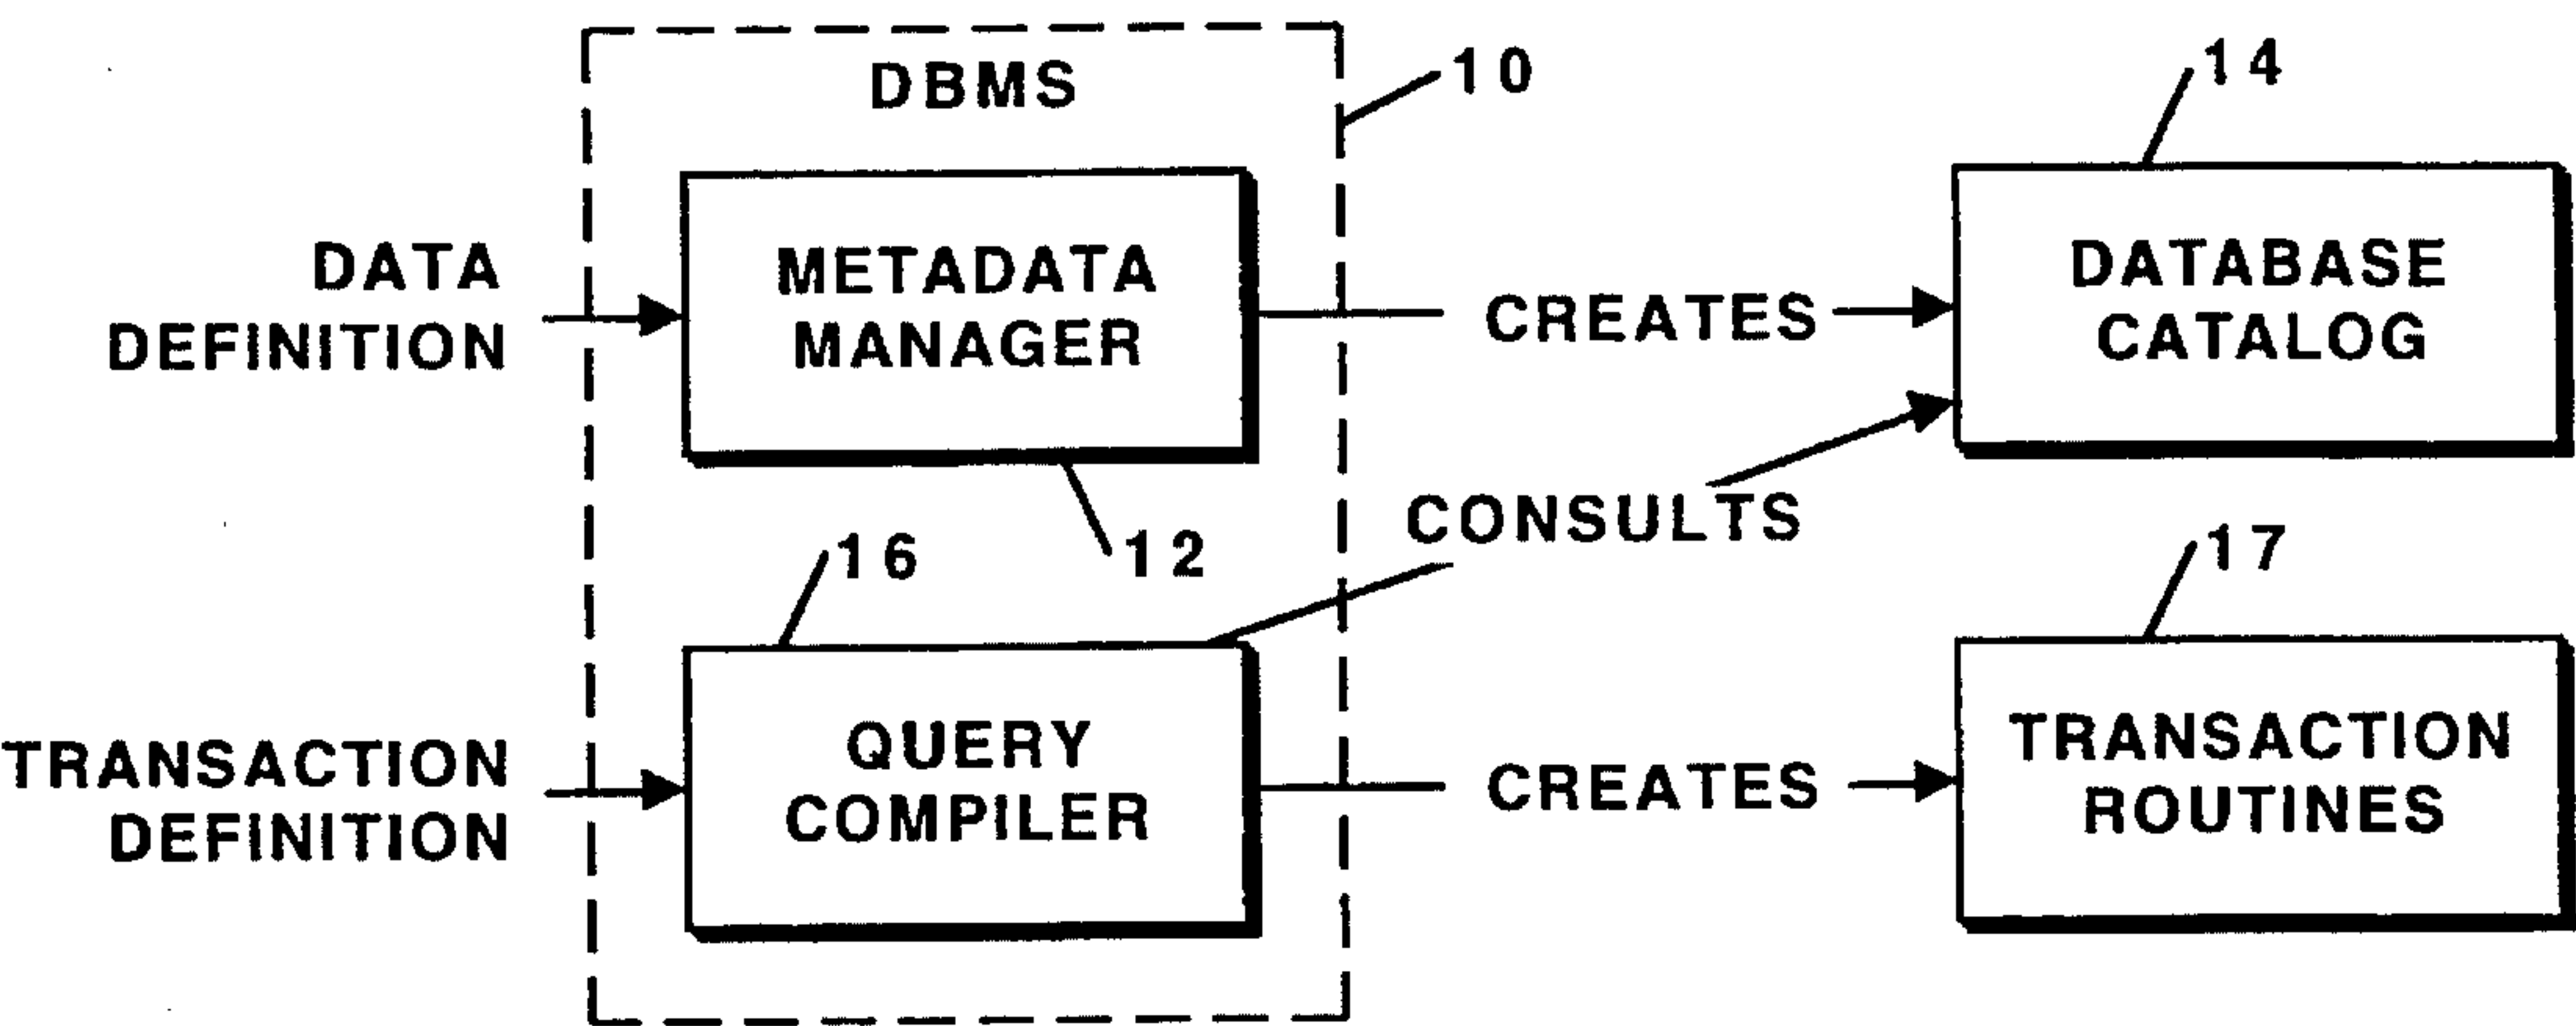 DBMS
10
14
DATA
DEFINITION
METADATA
MANAGER
CREATES
DATABASE
CATALOG
12
CONSULTS
16
17
TRANSACTION
DEFINITION
QUERY
COMPILER
CREATES
TRANSACTION
ROUTINES